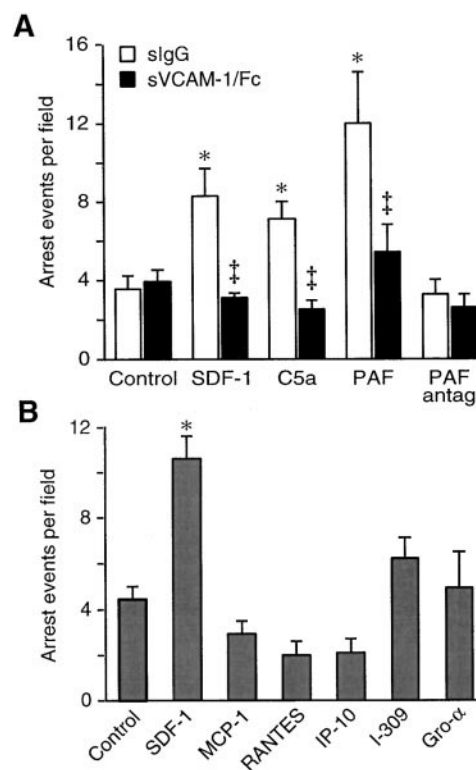 A
Arrest events per field
16
12
8
4
0
sIgG
sVCAM-1/Fc
*
‡
*
‡
*
‡
Control SDF-1 C5a PAF PAF
antag
B
Arrest events per field
12
8
4
0
*
Control SDF-1 MCP-1 RANTES IP-10 I-309 Gro-α